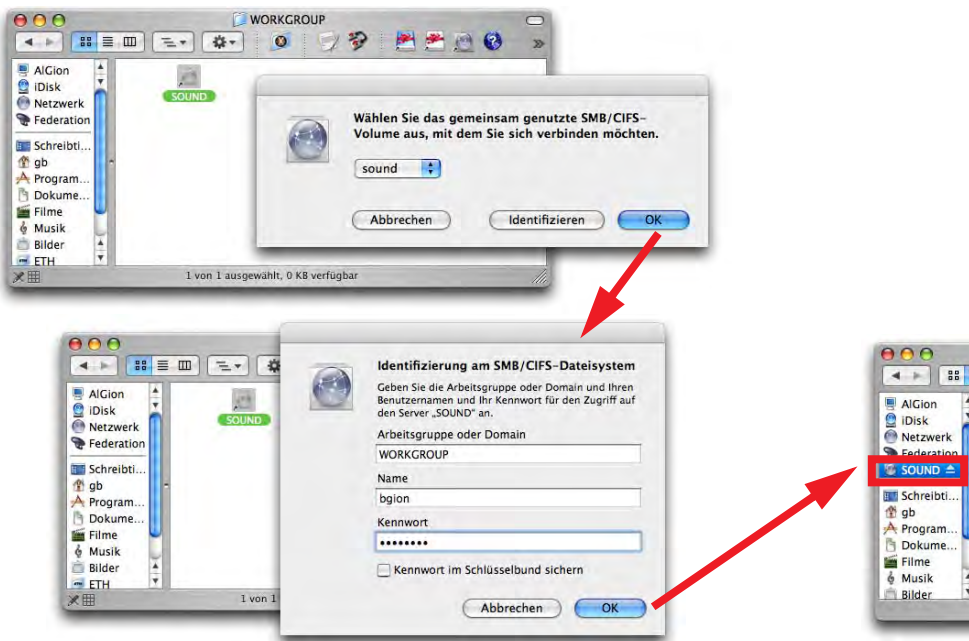 WORKGROUP
AlGion
iDisk
Netzwerk
Federation
Schreibti...
gb
Program...
Dokume...
Filme
Musik
Bilder
ETH
SOUND
1 von 1 ausgewählt, 0 KB verfügbar
Wählen Sie das gemeinsam genutzte SMB/CIFS-
Volume aus, mit dem Sie sich verbinden möchten.
sound
Abbrechen
Identifizieren
OK
AlGion
iDisk
Netzwerk
Federation
Schreibti...
gb
Program...
Dokume...
Filme
Musik
Bilder
ETH
SOUND
1 von 1
Identifizierung am SMB/CIFS-Dateisystem
Geben Sie die Arbeitsgruppe oder Domain und Ihren
Benutzernamen und Ihr Kennwort für den Zugriff auf
den Server „SOUND“ an.
Arbeitsgruppe oder Domain
WORKGROUP
Name
bgion
Kennwort
••••••••
Kennwort im Schlüsselbund sichern
Abbrechen
OK
AlGion
iDisk
Netzwerk
Federation
SOUND
Schreibti...
gb
Program...
Dokume...
Filme
Musik
Bilder